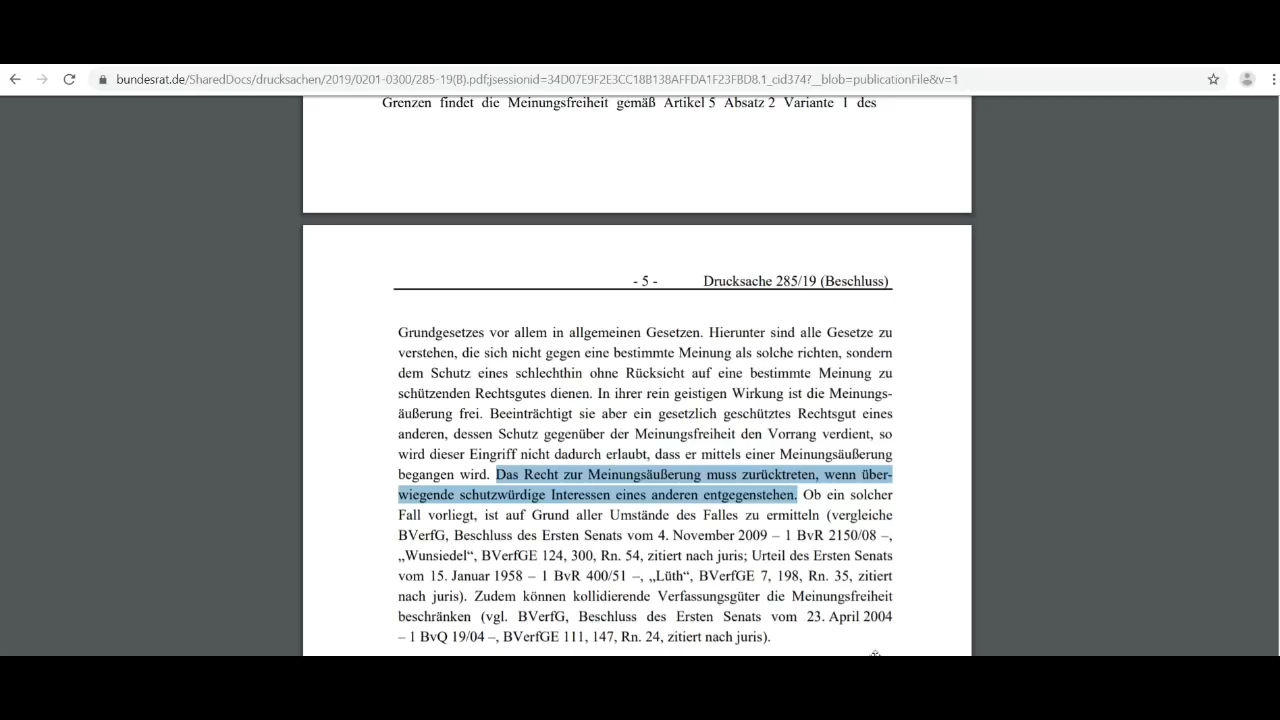 bundesrat.de/SharedDocs/drucksachen/2019/0201-0300/285-19(B).pdf;jsessionid=34D07E9F2E3CC18B138AFFDA1F23FBD8.1_cid374?__blob=publicationFile&v=1
Grenzen findet die Meinungsfreiheit gemäß Artikel 5 Absatz 2 Variante 1 des
- 5 - Drucksache 285/19 (Beschluss)
Grundgesetzes vor allem in allgemeinen Gesetzen. Hierunter sind alle Gesetze zu
verstehen, die sich nicht gegen eine bestimmte Meinung als solche richten, sondern
dem Schutz eines schlechthin ohne Rücksicht auf eine bestimmte Meinung zu
schützenden Rechtsgutes dienen. In ihrer rein geistigen Wirkung ist die Meinungs-
äußerung frei. Beeinträchtigt sie aber ein gesetzlich geschütztes Rechtsgut eines
anderen, dessen Schutz gegenüber der Meinungsfreiheit den Vorrang verdient, so
wird dieser Eingriff nicht dadurch erlaubt, dass er mittels einer Meinungsäußerung
begangen wird. Das Recht zur Meinungsäußerung muss zurücktreten, wenn über-
wiegende schutzwürdige Interessen eines anderen entgegenstehen. Ob ein solcher
Fall vorliegt, ist auf Grund aller Umstände des Falles zu ermitteln (vergleiche
BVerfG, Beschluss des Ersten Senats vom 4. November 2009 – 1 BvR 2150/08 –,
„Wunsiedel“, BVerfGE 124, 300, Rn. 54, zitiert nach juris; Urteil des Ersten Senats
vom 15. Januar 1958 – 1 BvR 400/51 –, „Lüth“, BVerfGE 7, 198, Rn. 35, zitiert
nach juris). Zudem können kollidierende Verfassungsgüter die Meinungsfreiheit
beschränken (vgl. BVerfG, Beschluss des Ersten Senats vom 23. April 2004
– 1 BvQ 19/04 –, BVerfGE 111, 147, Rn. 24, zitiert nach juris).